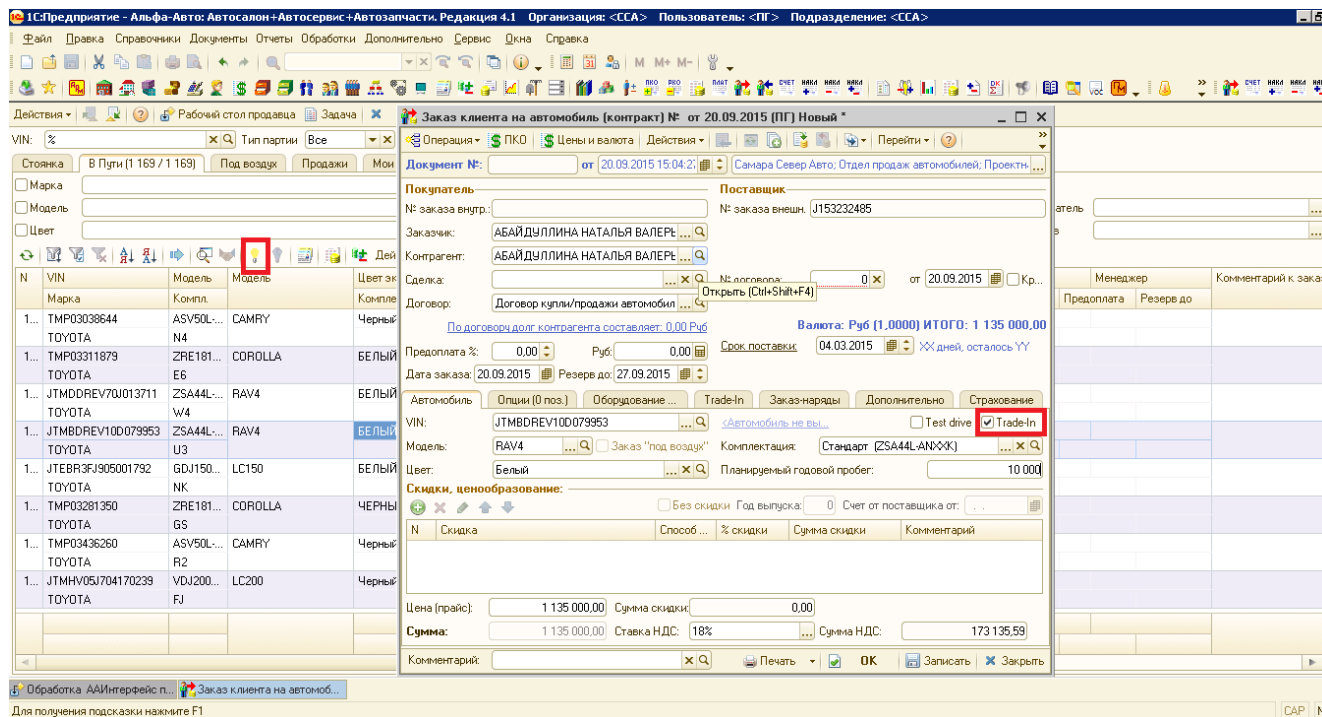 1С:Предприятие - Альфа-Авто: Автосалон+Автосервис+Автозапчасти. Редакция 4.1 Организация: <ССА> Пользователь: <ПГ> Подразделение: <ССА>
Файл Правка Справочники Документы Отчеты Обработки Дополнительно Сервис Окна Справка
M M+ M-
Действия Рабочий стол продавца Задача
VIN: % Тип партии Все
Стоянка В Пути (1 169 / 1 169) Под воздух Продажи Мои
Марка
Модель
Цвет
Дей
N VIN Модель Модель Цвет эк
Марка Компл. Компле
1... TMP03038644 ASV50L-... CAMRY Черный
TOYOTA N4
1... TMP03311879 ZRE181... COROLLA БЕЛЫЙ
TOYOTA E6
1... JTMDDREV70J013711 ZSA44L-... RAV4 БЕЛЫЙ
TOYOTA W4
1... JTMBDREV10D079953 ZSA44L-... RAV4 БЕЛЫЙ
TOYOTA U3
1... JTEBR3FJ905001792 GDJ150... LC150 БЕЛЫЙ
TOYOTA NK
1... TMP03281350 ZRE181... COROLLA ЧЕРНЫ
TOYOTA GS
1... TMP03436260 ASV50L-... CAMRY Черный
TOYOTA R2
1... JTMHV05J704170239 VDJ200... LC200 Черный
TOYOTA FJ
Заказ клиента на автомобиль (контракт) № от 20.09.2015 (ПГ) Новый *
Операция ПКО Цены и валюта Действия Перейти
Документ №: от 20.09.2015 15:04:2 Самара Север Авто; Отдел продаж автомобилей; Проектн ...
Покупатель Поставщик
№ заказа внутр.: № заказа внешн. J153232485
Заказчик: АБАЙДУЛЛИНА НАТАЛЬЯ ВАЛЕРЬ ...
Контрагент: АБАЙДУЛЛИНА НАТАЛЬЯ ВАЛЕРЬ ...
Сделка: ... № договора: 0 от 20.09.2015 Кр...
Открыть (Ctrl+Shift+F4)
Договор: Договор купли/продажи автомобил ...
По договору долг контрагента составляет: 0,00 Руб Валюта: Руб (1,0000) ИТОГО: 1 135 000,00
Предоплата %: 0,00 Руб: 0,00 Срок поставки: 04.03.2015 XX дней, осталось YY
Дата заказа: 20.09.2015 Резерв до: 27.09.2015
Автомобиль Опции (0 поз.) Оборудование ... Trade-In Заказ-наряды Дополнительно Страхование
VIN: JTMBDREV10D079953 ... <Автомобиль не вы... Test drive Trade-In
Модель: RAV4 ... Заказ "под воздух" Комплектация: Стандарт (ZSA44L-ANXXK) ...
Цвет: Белый ... Планируемый годовой пробег: 10 000
Скидки, ценообразование:
Без скидки Год выпуска: 0 Счет от поставщика от: . .
N Скидка Способ ... % скидки Сумма скидки Комментарий
Цена (прайс): 1 135 000,00 Сумма скидки: 0,00
Сумма: 1 135 000,00 Ставка НДС: 18% ... Сумма НДС: 173 135,59
Комментарий: Печать OK Записать Закрыть
атель
Менеджер Комментарий к зака
Предоплата Резерв до
Обработка ААИнтерфейс п... Заказ клиента на автомоб...
Для получения подсказки нажмите F1 CAP